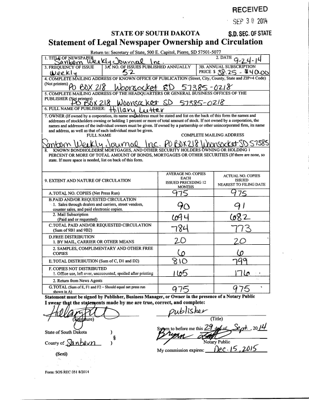 RECEIVED
SEP 30 2014
S.D. SEC. OF STATE
STATE OF SOUTH DAKOTA
Statement of Legal Newspaper Ownership and Circulation
Return to: Secretary of State, 500 E. Capitol, Pierre, SD 57501-5077
1. TITLE OF NEWSPAPER
Sanborn Weekly Journal Inc.
2. DATE 9-24-14
3. FREQUENCY OF ISSUE
Weekly
3A. NO. OF ISSUES PUBLISHED ANNUALLY
52
3B. ANNUAL SUBSCRIPTION
PRICE $ 38.25 - $40.00
4. COMPLETE MAILING ADDRESS OF KNOWN OFFICE OF PUBLICATION (Street, City, County, State and ZIP+4 Code)
(Not printer)
PO BOX 218 Woonsocket SD 57385-0218
5. COMPLETE MAILING ADDRESS OF THE HEADQUARTERS OF GENERAL BUSINESS OFFICES OF THE
PUBLISHER (Not printer)
PO BOX 218 Woonsocket SD 57385-0218
6. FULL NAME OF PUBLISHER: Hillary Lutter
7. OWNER (If owned by a corporation, its name and address must be stated and list on the back of this form the names and
addresses of stockholders owning or holding 1 percent or more of total amount of stock. If not owned by a corporation, the
names and addresses of the individual owners must be given. If owned by a partnership or other unincorporated firm, its name
and address, as well as that of each individual must be given.
FULL NAME
COMPLETE MAILING ADDRESS
Sanborn Weekly Journal Inc. PO BOX 218 Woonsocket SD 57385
8. KNOWN BONDHOLDER MORTGAGEES, AND OTHER SECURITY HOLDERS OWNING OR HOLDING 1
PERCENT OR MORE OF TOTAL AMOUNT OF BONDS, MORTGAGES OR OTHER SECURITIES (If there are none, so
state. If more space is needed, list on back of this form.
9. EXTENT AND NATURE OF CIRCULATION
AVERAGE NO. COPIES
EACH
ISSUED PRECEDING 12
MONTHS
ACTUAL NO. COPIES
ISSUED
NEAREST TO FILING DATE
A. TOTAL NO. COPIES (Net Press Run)
975
975
B. PAID AND/OR REQUESTED CIRCULATION
1. Sales through dealers and carriers, street vendors,
counter sales, and paid electronic copies.
90
91
2. Mail Subscription
(Paid and or requested)
694
682
C. TOTAL PAID AND/OR REQUESTED CIRCULATION
(Sum of 9B1 and 9B2)
784
773
D. FREE DISTRIBUTION
1. BY MAIL, CARRIER OR OTHER MEANS
20
20
2. SAMPLES, COMPLIMENTARY AND OTHER FREE
COPIES
6
6
E. TOTAL DISTRIBUTION (Sum of C, D1 and D2)
810
799
F. COPIES NOT DISTRIBUTED
1. Office use, left over, unaccounted, spoiled after printing
165
176
2. Return from News Agents
G. TOTAL (Sum of E, F1 and F2 - Should equal net press run
shown in A)
975
975
Statement must be signed by Publisher, Business Manager, or Owner in the presence of a Notary Public
I swear that the statements made by me are true, correct, and complete:
publisher
(Signature)
(Title)
State of South Dakota )
§
County of Sanborn )
Sworn to before me this 29 day of Sept. 2014
Notary Public
(Seal)
My commission expires: Dec. 15, 2015
Form: SOS REC 051 8/2014